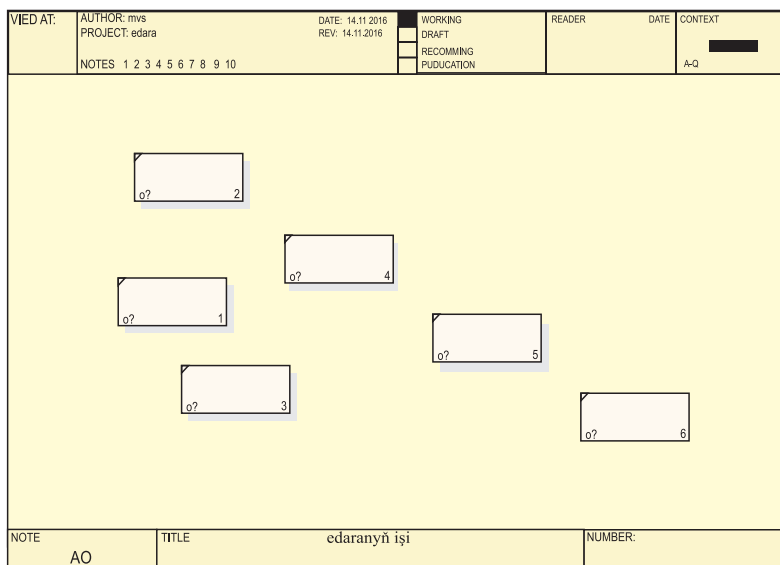 VIED AT:
AUTHOR: mvs
DATE: 14.11 2016
PROJECT: edara
REV: 14.11.2016
NOTES 1 2 3 4 5 6 7 8 9 10
WORKING
DRAFT
RECOMMING
PUDUCATION
READER DATE
CONTEXT
A-Q
o? 2
o? 4
o? 1
o? 5
o? 3
o? 6
NOTE
AO
TITLE
edaranyň işi
NUMBER: